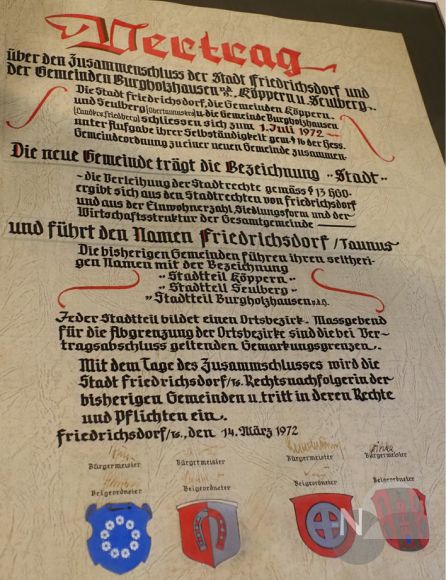 Vertrag
über den Zusammenschluss der Stadt Friedrichsdorf und
der Gemeinden Burgholzhausen v.d.H., Köppern u. Seulberg.
Die Stadt Friedrichsdorf, die Gemeinden Köppern
und Seulberg (Obertaunuskreis) u. die Gemeinde Burgholzhausen
(Landkrs. Friedberg) schliessen sich zum 1. Juli 1972
unter Aufgabe ihrer Selbständigkeit gem. § 16 der Hess.
Gemeindeordnung zu einer neuen Gemeinde zusammen.
Die neue Gemeinde trägt die Bezeichnung „Stadt"
- die Verleihung der Stadtrechte gemäss § 13 HGO-
ergibt sich aus den Stadtrechten von Friedrichsdorf
und aus der Einwohnerzahl, Siedlungsform und der
Wirtschaftsstruktur der Gesamtgemeinde
und führt den Namen Friedrichsdorf/Taunus
Die bisherigen Gemeinden führen ihren seitheri-
gen Namen mit der Bezeichnung
„Stadtteil Köppern„
„Stadtteil Seulberg„
„Stadtteil Burgholzhausen v.d.H.
Jeder Stadtteil bildet einen Ortsbezirk. Massgebend
für die Abgrenzung der Ortsbezirke sind die bei Ver-
tragsabschluss geltenden Gemarkungsgrenzen.
Mit dem Tage des Zusammenschlusses wird die
Stadt Friedrichsdorf/Ts. Rechtsnachfolgerin der
bisherigen Gemeinden u. tritt in deren Rechte
und Pflichten ein.
Friedrichsdorf/Ts., den 14. März 1972
Bürgermeister Bürgermeister Bürgermeister Bürgermeister
Beigeordneter Beigeordneter Beigeordneter Beigeordneter
N